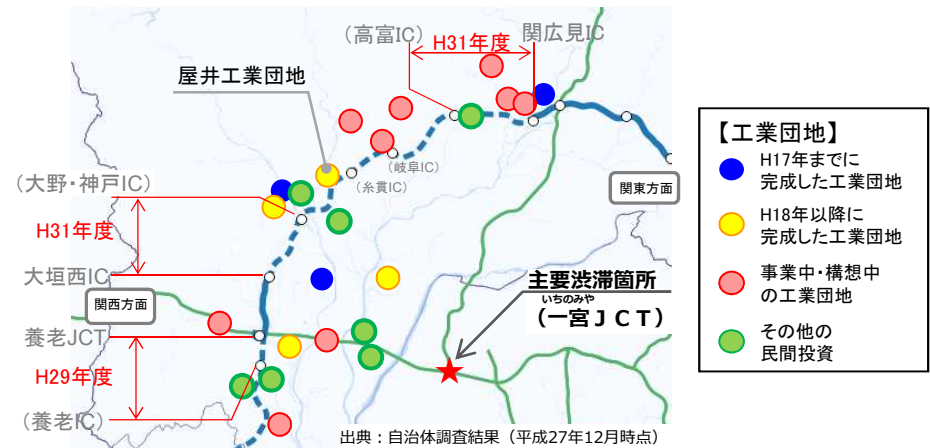 (高富IC)
関広見IC
H31年度
屋井工業団地
(岐阜IC)
(糸貫IC)
(大野・神戸IC)
H31年度
大垣西IC
関西方面
養老JCT
H29年度
(養老IC)
関東方面
主要渋滞箇所
いちのみや
(一宮JCT)
【工業団地】
H17年までに
完成した工業団地
H18年以降に
完成した工業団地
事業中・構想中
の工業団地
その他の
民間投資
出典:自治体調査結果(平成27年12月時点)